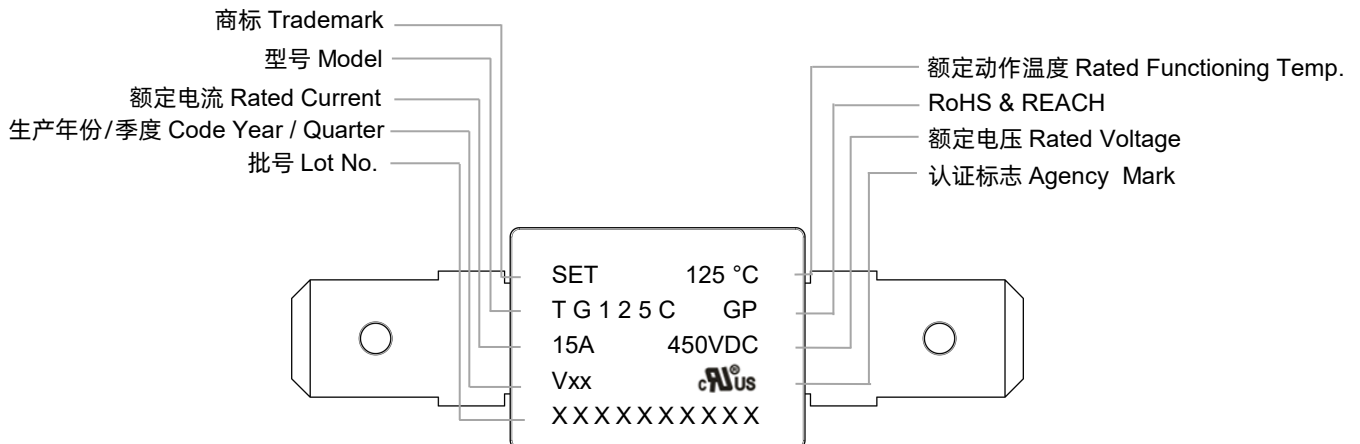 商标 Trademark
型号 Model
额定电流 Rated Current
生产年份/季度 Code Year / Quarter
批号 Lot No.
额定动作温度 Rated Functioning Temp.
RoHS & REACH
额定电压 Rated Voltage
认证标志 Agency Mark
SET 125 °C
T G 1 2 5 C GP
15A 450VDC
Vxx c RU ® US
X X X X X X X X X X